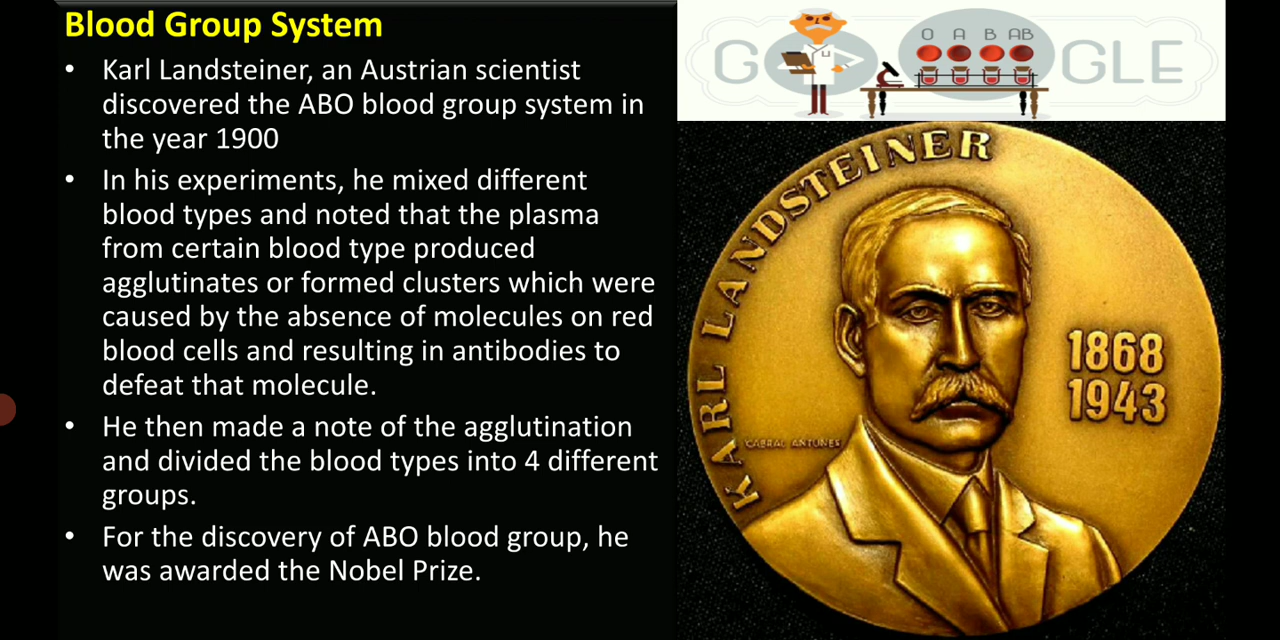 Blood Group System
• Karl Landsteiner, an Austrian scientist
discovered the ABO blood group system in
the year 1900
• In his experiments, he mixed different
blood types and noted that the plasma
from certain blood type produced
agglutinates or formed clusters which were
caused by the absence of molecules on red
blood cells and resulting in antibodies to
defeat that molecule.
• He then made a note of the agglutination
and divided the blood types into 4 different
groups.
• For the discovery of ABO blood group, he
was awarded the Nobel Prize.
GOOGLE
O A B AB
KARL LANDSTEINER
1868
1943
CABRAL ANTUNES